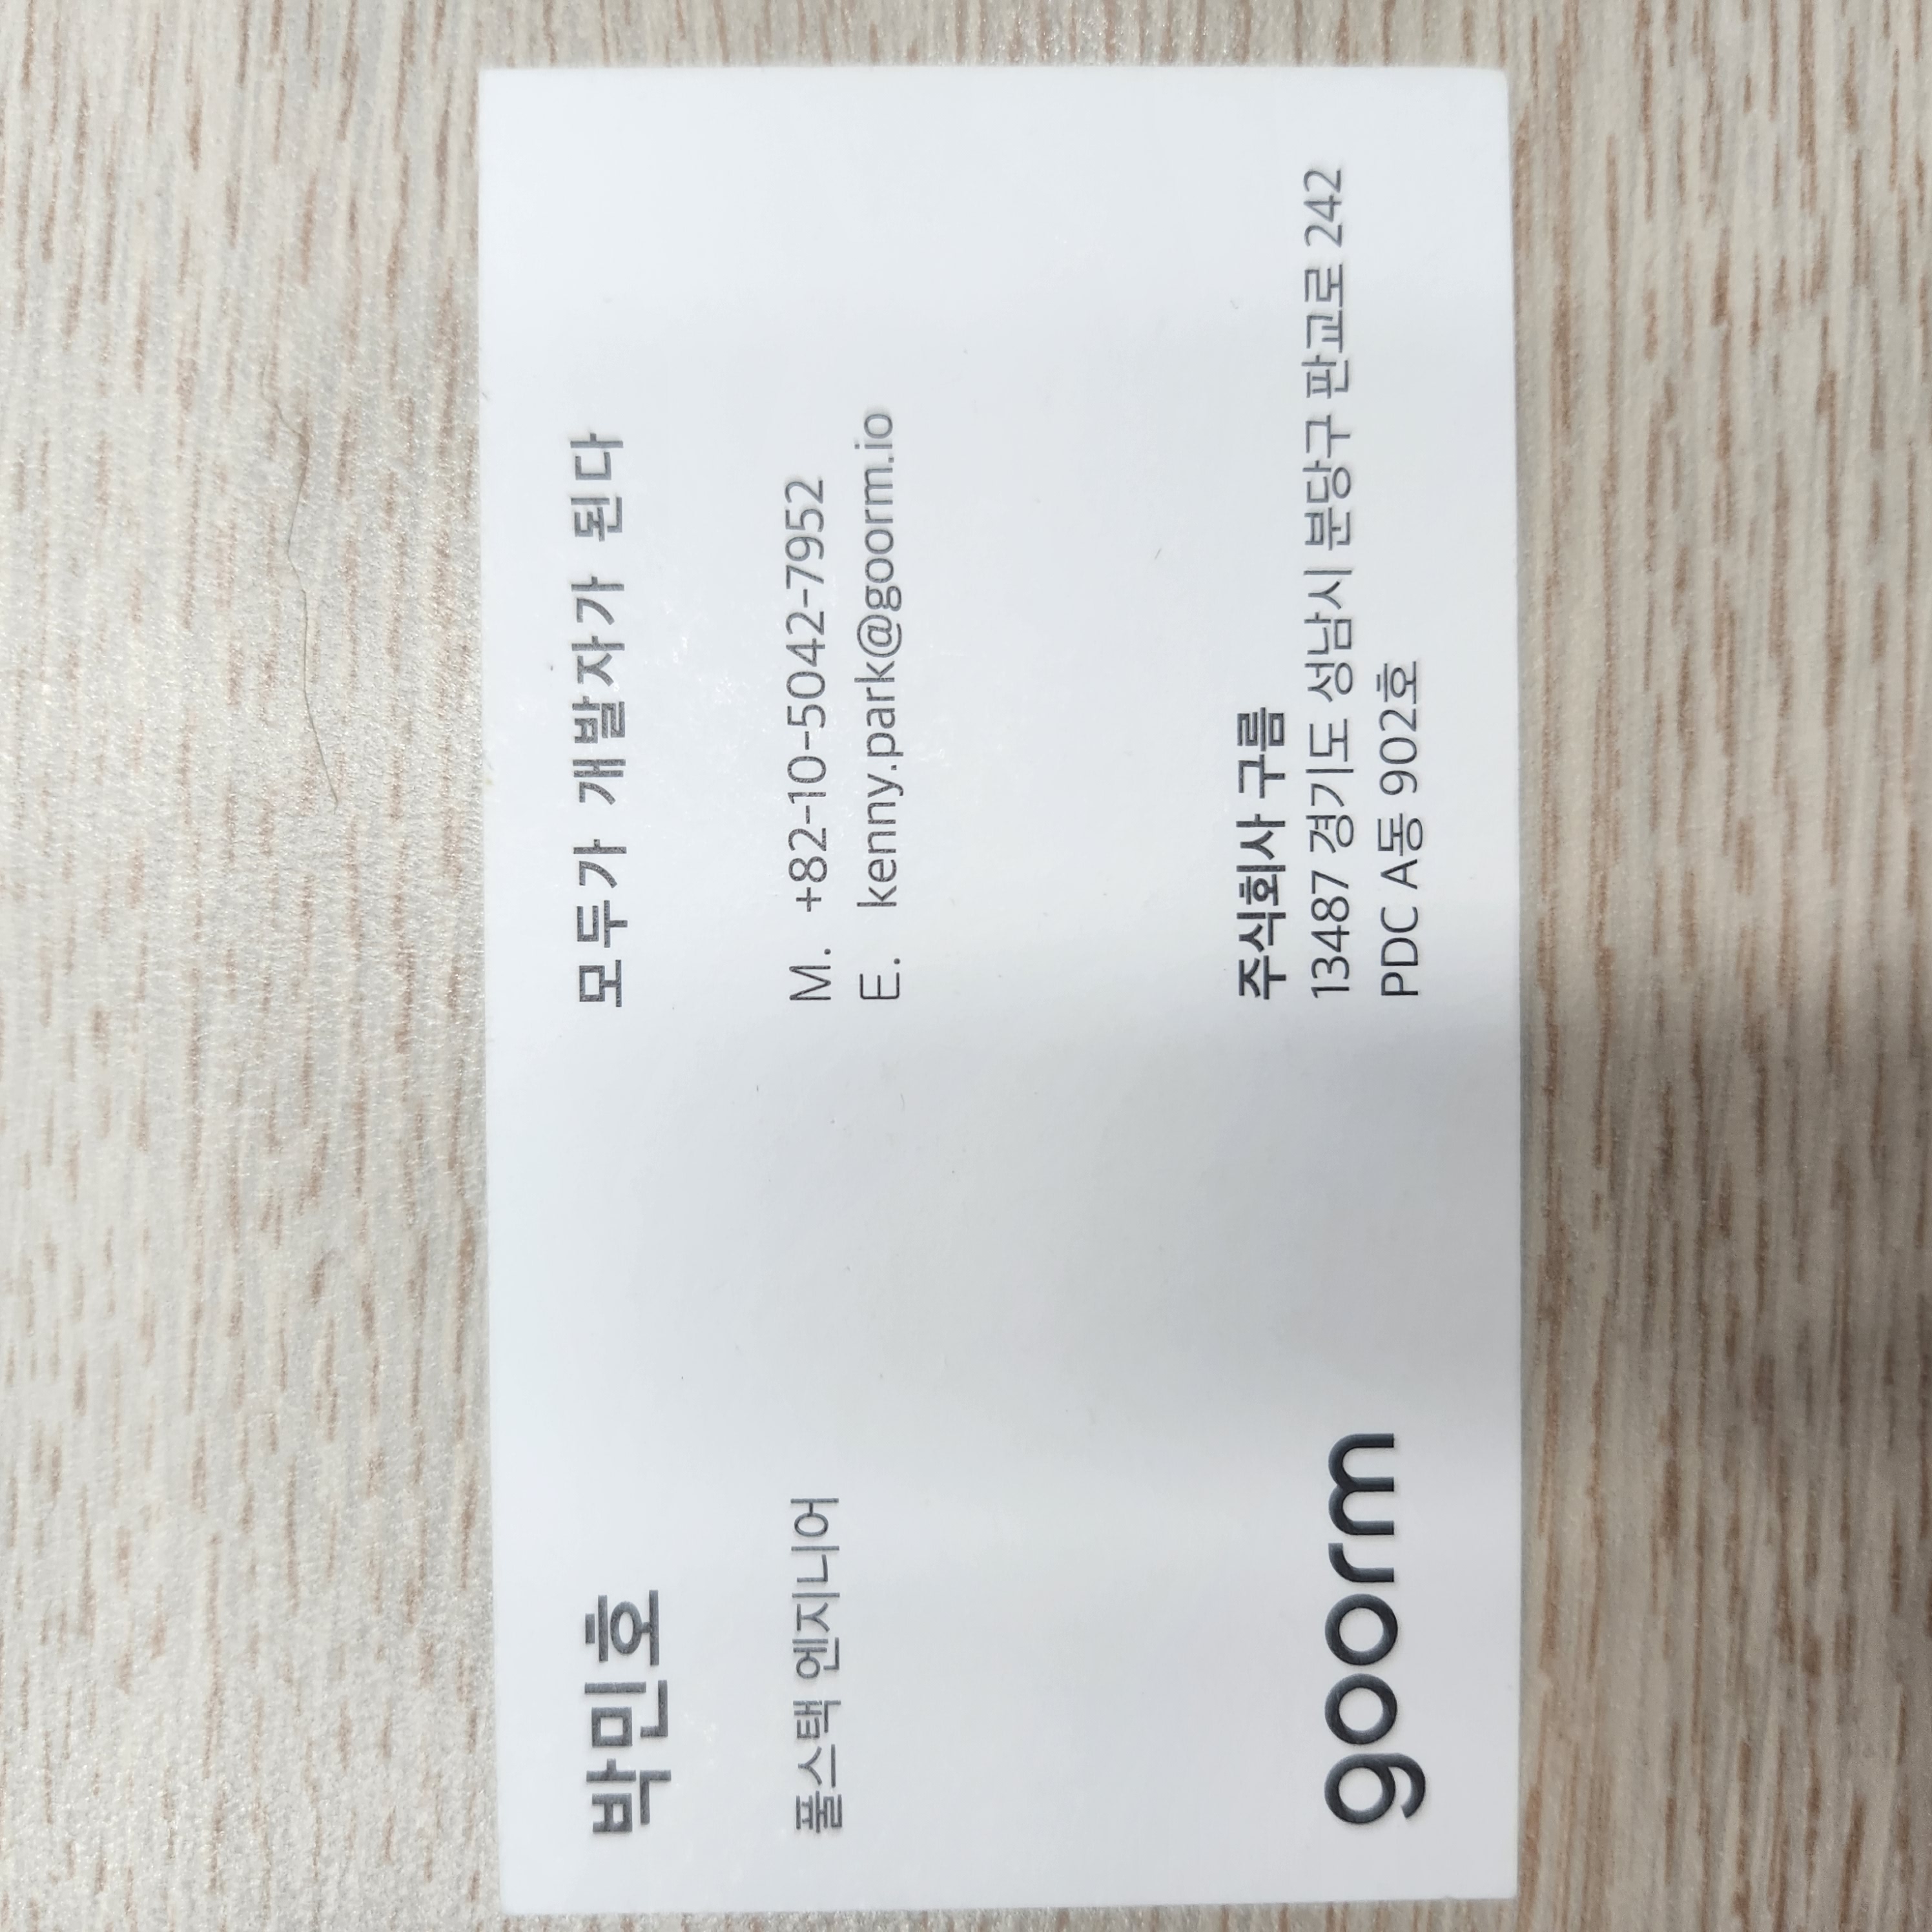 박민호
풀스택 엔지니어
goorm
모두가 개발자가 된다
M. +82-10-5042-7952
E. kenny.park@goorm.io
주식회사 구름
13487 경기도 성남시 분당구 판교로 242
PDC A동 902호